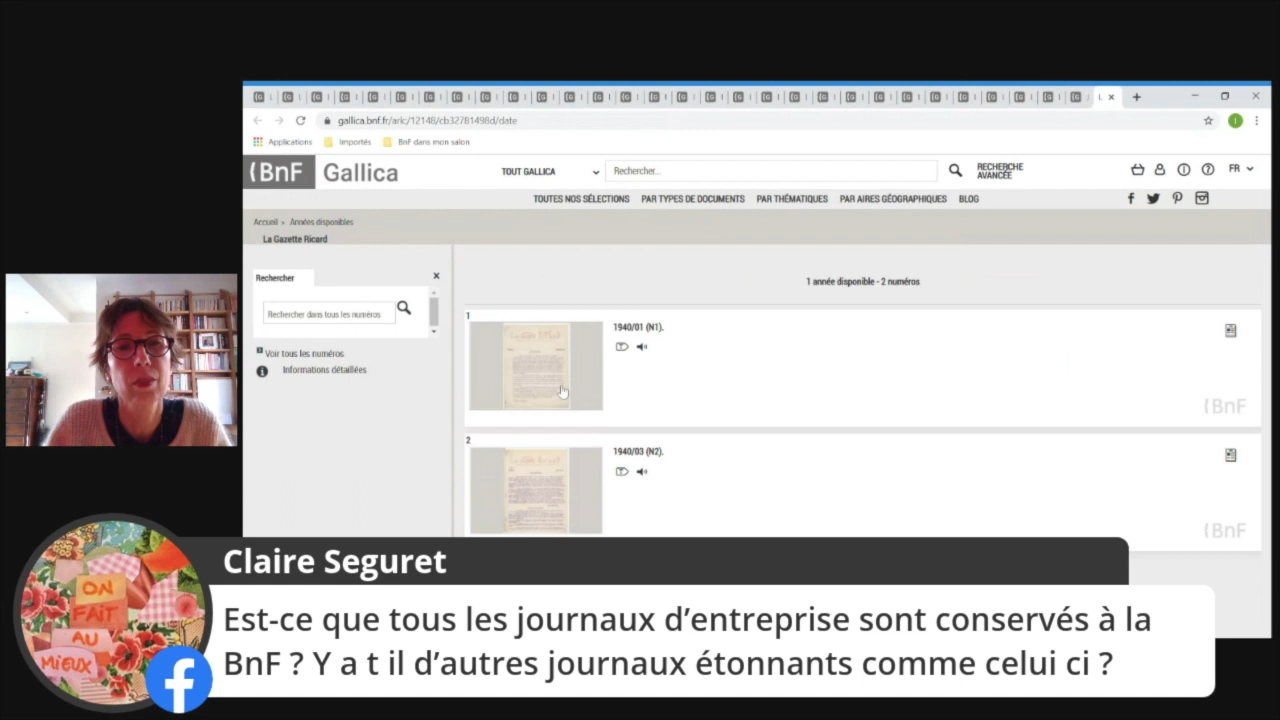 gallica.bnf.fr/ark:/12148/cb32781498d/date
Applications Importés BnF dans mon salon
BnF Gallica
TOUT GALLICA Rechercher... RECHERCHE AVANCÉE FR
TOUTES NOS SÉLECTIONS PAR TYPES DE DOCUMENTS PAR THÉMATIQUES PAR AIRES GÉOGRAPHIQUES BLOG
Accueil > Années disponibles
La Gazette Ricard
Rechercher
Rechercher dans tous les numéros
Voir tous les numéros
Informations détaillées
1 année disponible - 2 numéros
1
1940/01 (N1).
BnF
2
1940/03 (N2).
BnF
ON
FAIT
AU
MIEUX
Claire Seguret
Est-ce que tous les journaux d’entreprise sont conservés à la
BnF ? Y a t il d’autres journaux étonnants comme celui ci ?